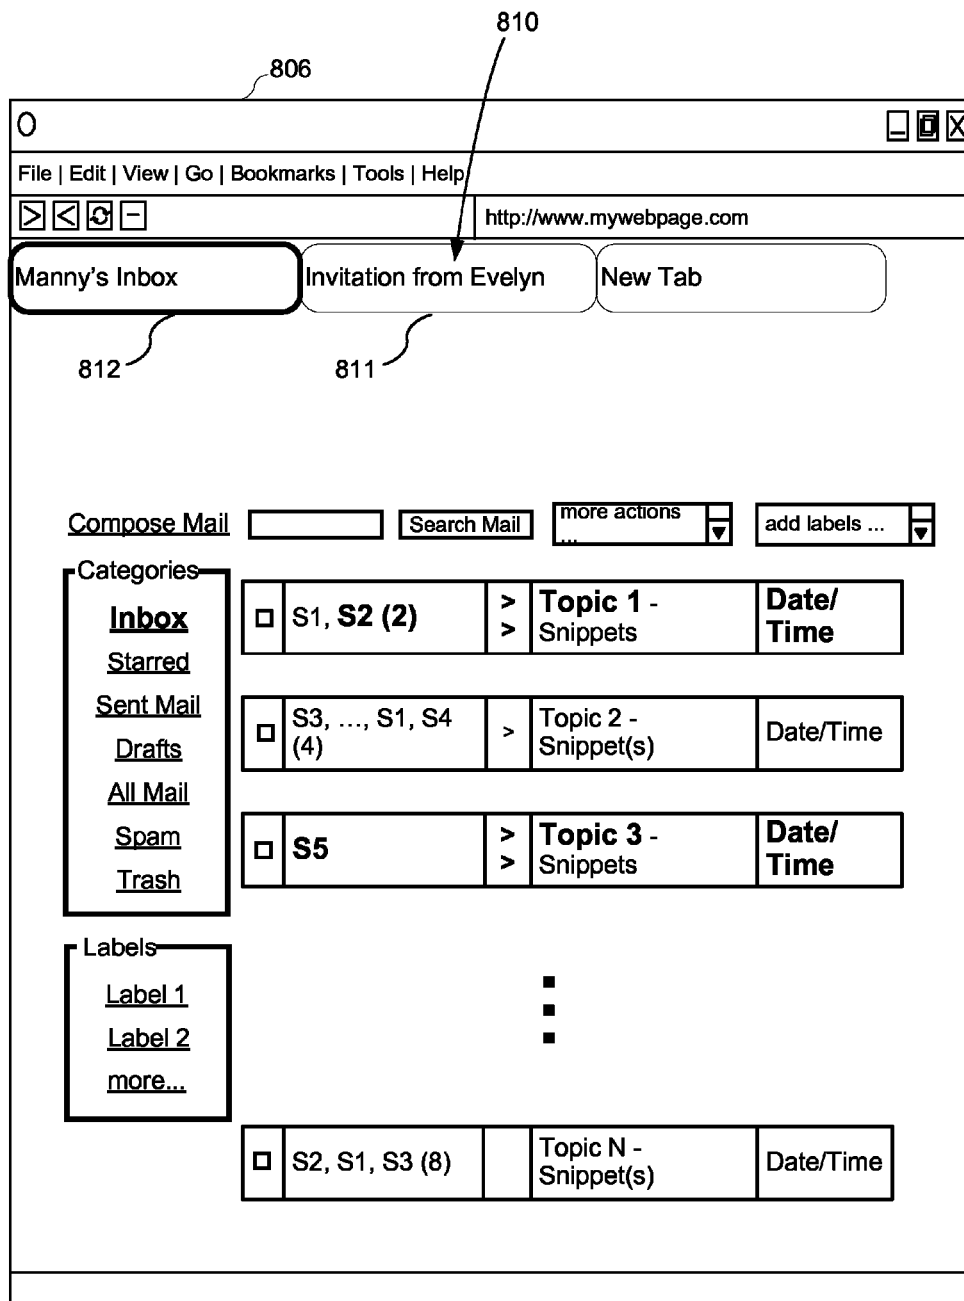 810
806
File | Edit | View | Go | Bookmarks | Tools | Help
http://www.mywebpage.com
Manny's Inbox
Invitation from Evelyn
New Tab
812
811
Compose Mail
Search Mail
more actions
...
add labels ...
Categories
Inbox
Starred
Sent Mail
Drafts
All Mail
Spam
Trash
S1, S2 (2)
>
>
Topic 1 -
Snippets
Date/
Time
S3, ..., S1, S4
(4)
>
Topic 2 -
Snippet(s)
Date/Time
S5
>
>
Topic 3 -
Snippets
Date/
Time
Labels
Label 1
Label 2
more...
S2, S1, S3 (8)
Topic N -
Snippet(s)
Date/Time